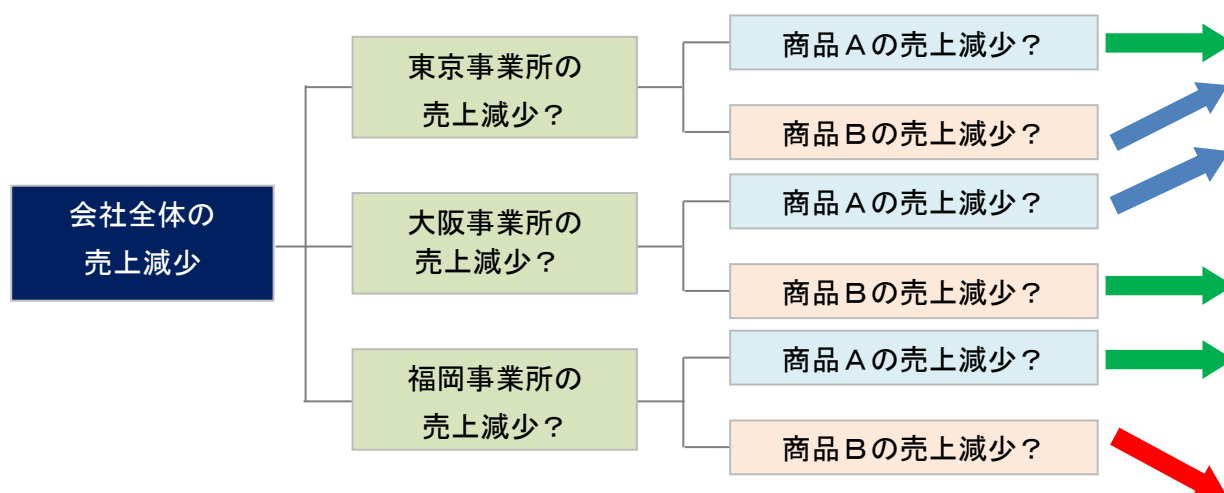 会社全体の
売上減少
東京事業所の
売上減少？
商品Ａの売上減少？
商品Ｂの売上減少？
大阪事業所の
売上減少？
商品Ａの売上減少？
商品Ｂの売上減少？
福岡事業所の
売上減少？
商品Ａの売上減少？
商品Ｂの売上減少？